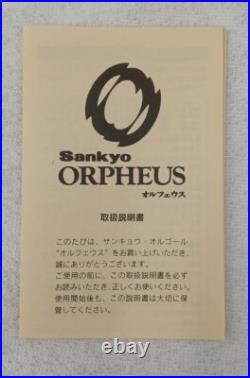 Sankyo
ORPHEUS
オルフェウス
取扱説明書
このたびは、サンキョウ・オルゴール
"オルフェウス"をお買い上げいただき、
誠にありがとうございます。
ご使用の前に、この取扱説明書を必ず
お読みいただき、正しくお使いください。
使用開始後も、この説明書は大切に保
管してください。
withXK.com